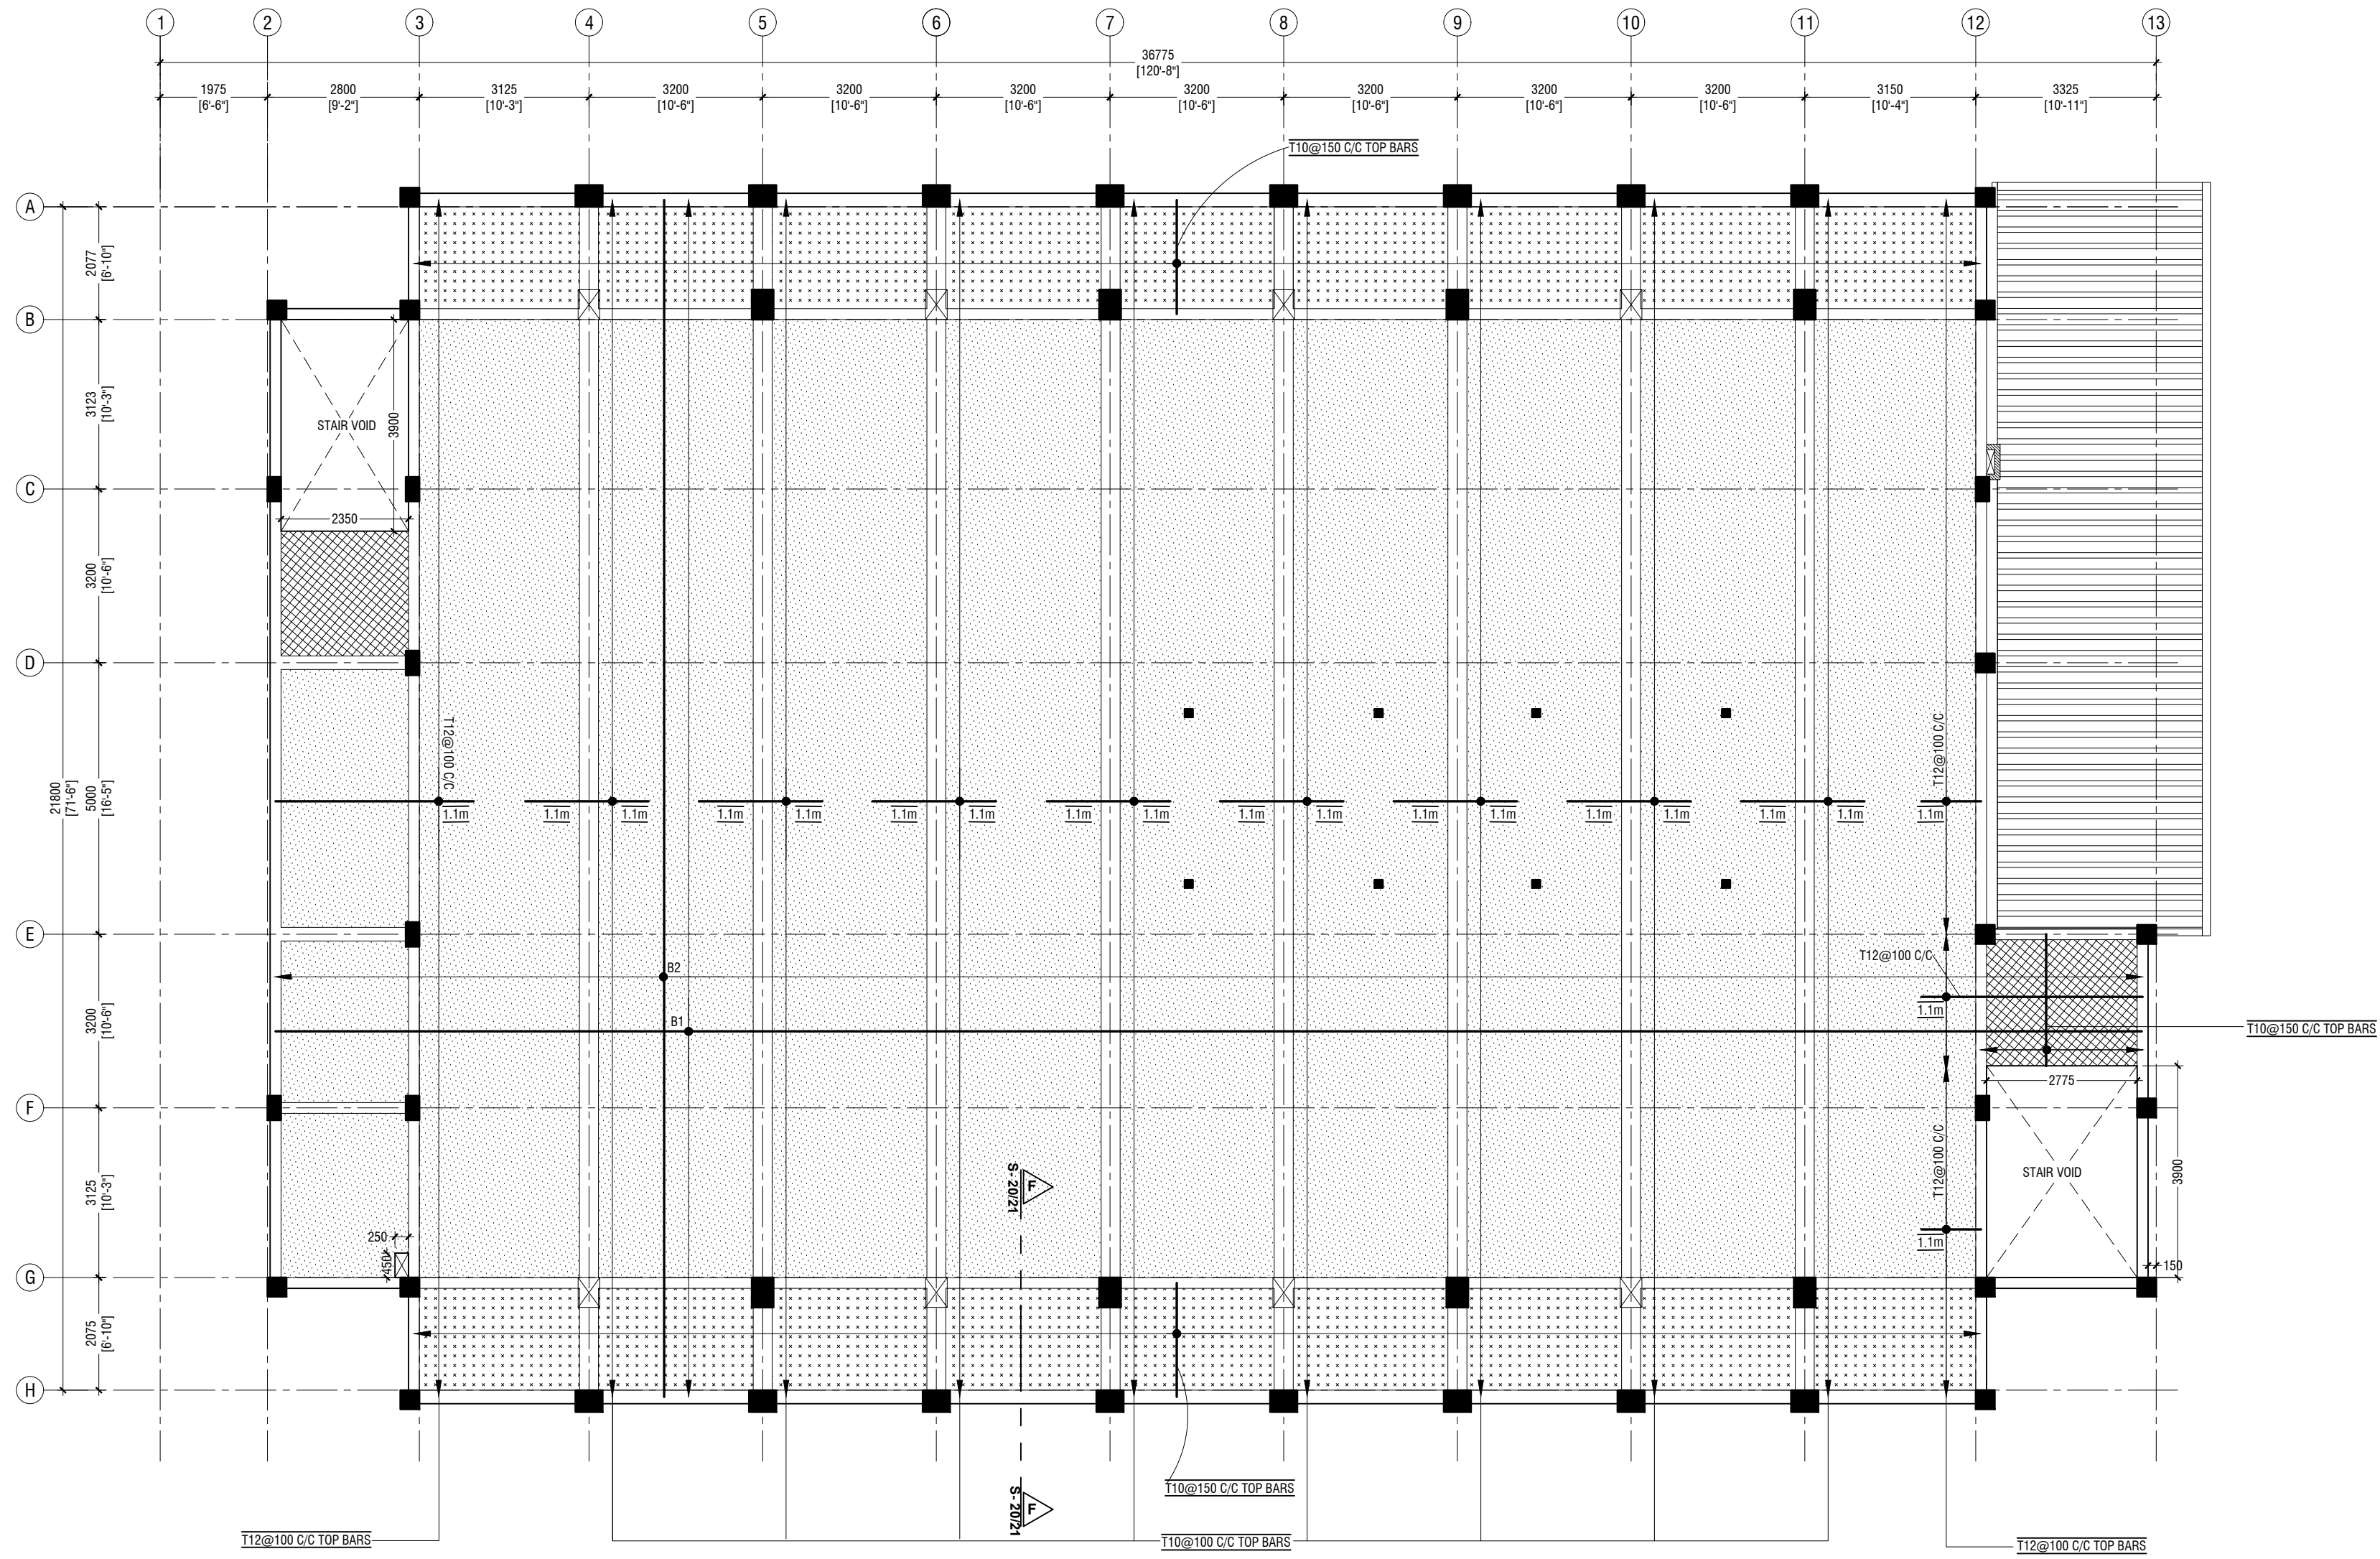 1 2 3 4 5 6 7 8 9 10 11 12 13
36775
[120'-8"]
1975 2800 3125 3200 3200 3200 3200 3200 3200 3200 3150 3325
[6'-6"] [9'-2"] [10'-3"] [10'-6"] [10'-6"] [10'-6"] [10'-6"] [10'-6"] [10'-6"] [10'-6"] [10'-4"] [10'-11"]
T10@150 C/C TOP BARS
A
2077
[6'-10"]
B
3123
[10'-3"]
STAIR VOID
3900
C
2350
3200
[10'-6"]
D
T12@100 C/C
T12@100 C/C
21800
[71'-6"]
5000
[16'-5"]
1.1m 1.1m 1.1m 1.1m 1.1m 1.1m 1.1m 1.1m 1.1m 1.1m 1.1m 1.1m 1.1m 1.1m 1.1m 1.1m 1.1m 1.1m
E
T12@100 C/C
B2
1.1m
3200
[10'-6"]
B1
T10@150 C/C TOP BARS
2775
F
T12@100 C/C
STAIR VOID
3900
3125
[10'-3"]
S- 20/21
F
250
450
1.1m
150
G
2075
[6'-10"]
H
T10@150 C/C TOP BARS
S- 20/21
F
T12@100 C/C TOP BARS
T10@100 C/C TOP BARS
T12@100 C/C TOP BARS